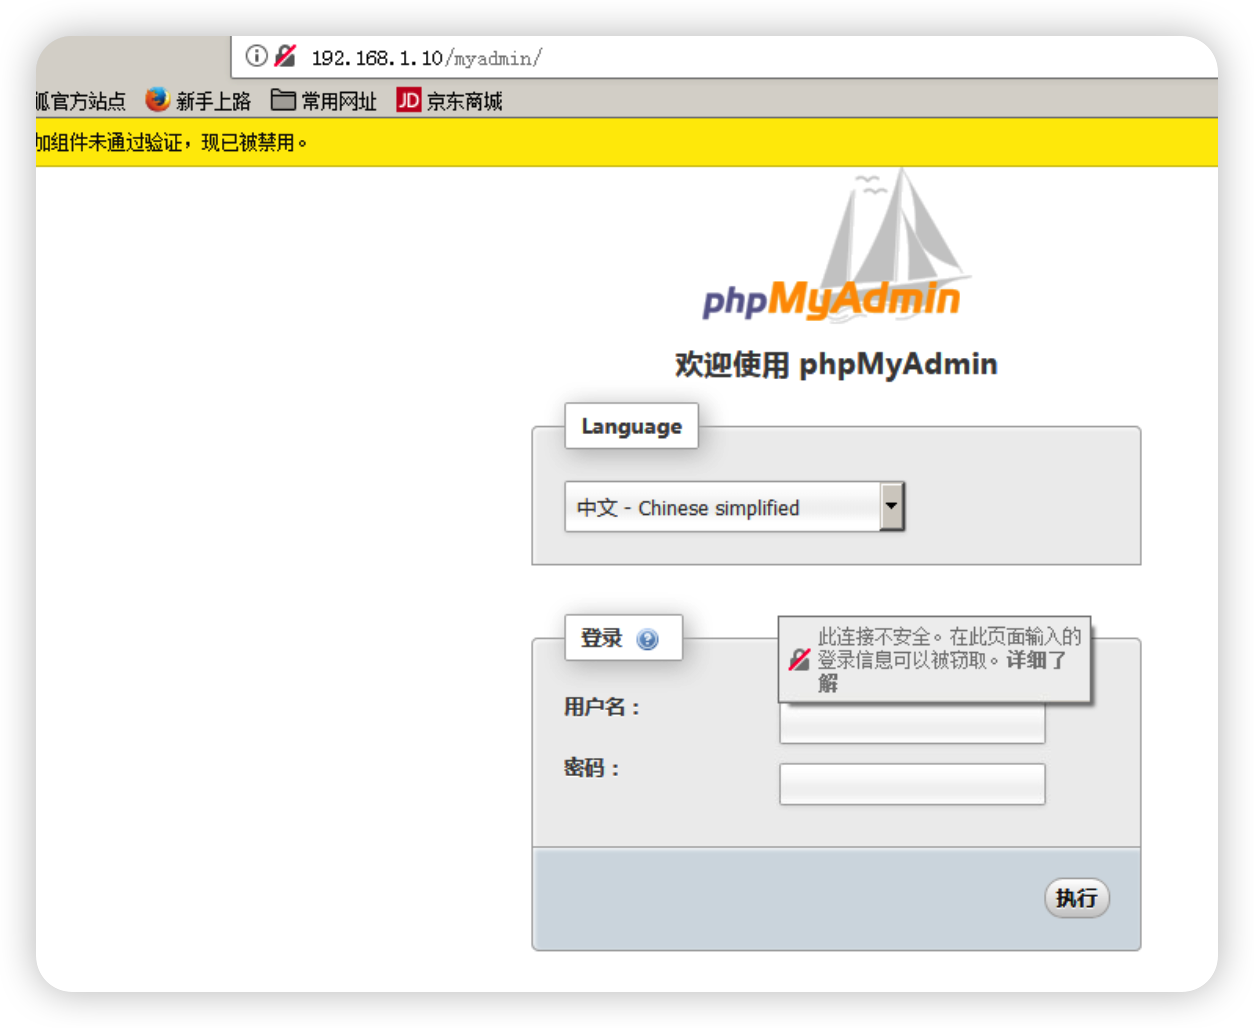 192.168.1.10/myadmin/
狐官方站点 新手上路 常用网址 JD 京东商城
加组件未通过验证，现已被禁用。
phpMyAdmin
欢迎使用 phpMyAdmin
Language
中文 - Chinese simplified
登录
此连接不安全。在此页面输入的
登录信息可以被窃取。详细了
解
用户名：
密码：
执行